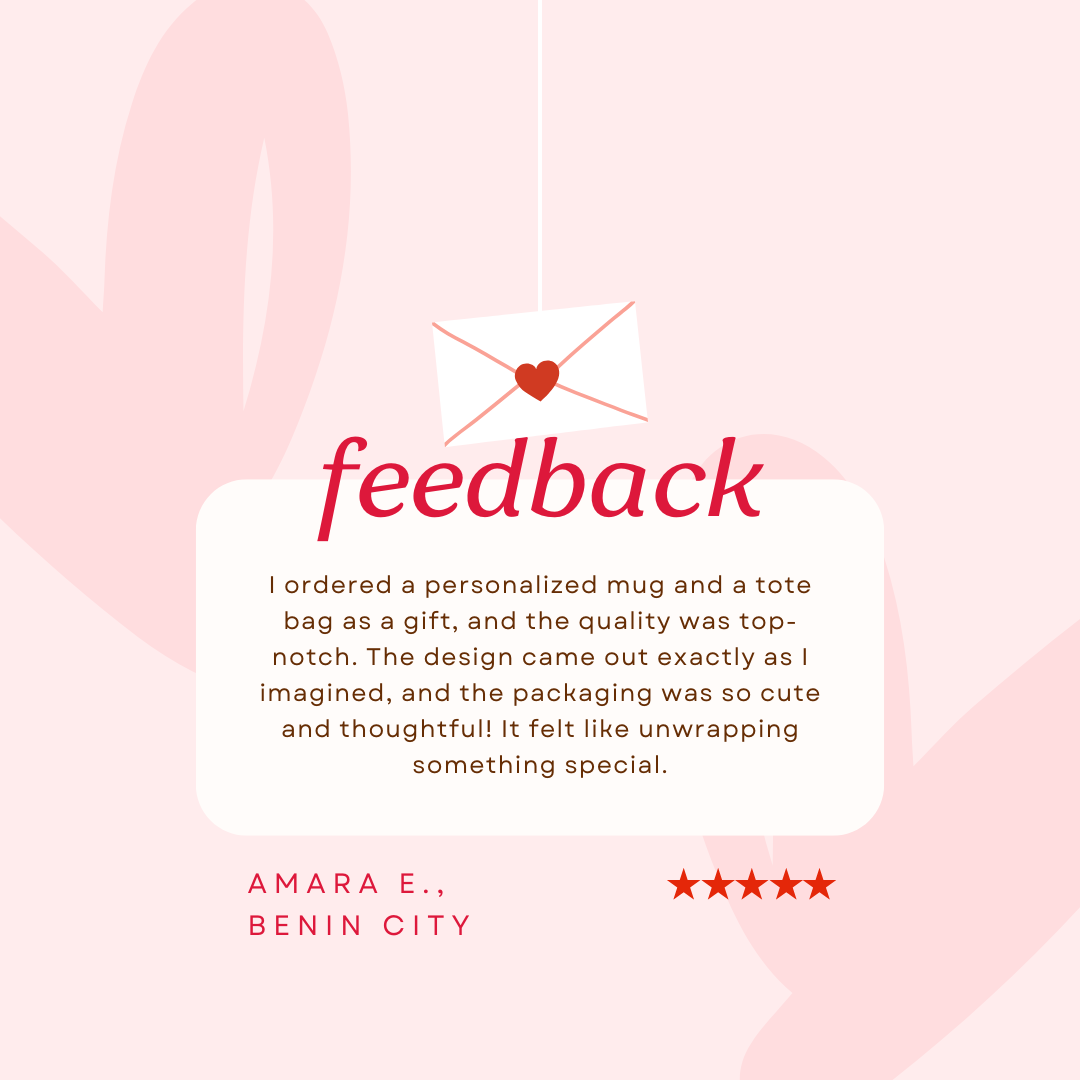 feedback
I ordered a personalized mug and a tote
bag as a gift, and the quality was top-
notch. The design came out exactly as I
imagined, and the packaging was so cute
and thoughtful! It felt like unwrapping
something special.
AMARA E.,
BENIN CITY